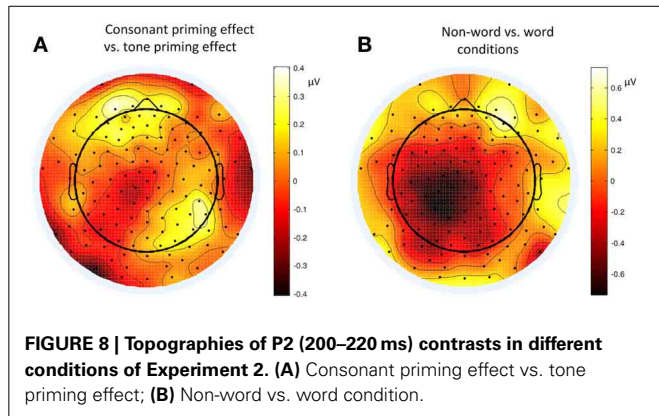 A
Consonant priming effect
vs. tone priming effect
0.4
μV
0.3
0.2
0.1
0
-0.1
-0.2
-0.3
-0.4
B
Non-word vs. word
conditions
μV
0.6
0.4
0.2
0
-0.2
-0.4
-0.6
FIGURE 8 | Topographies of P2 (200–220 ms) contrasts in different
conditions of Experiment 2. (A) Consonant priming effect vs. tone
priming effect; (B) Non-word vs. word condition.